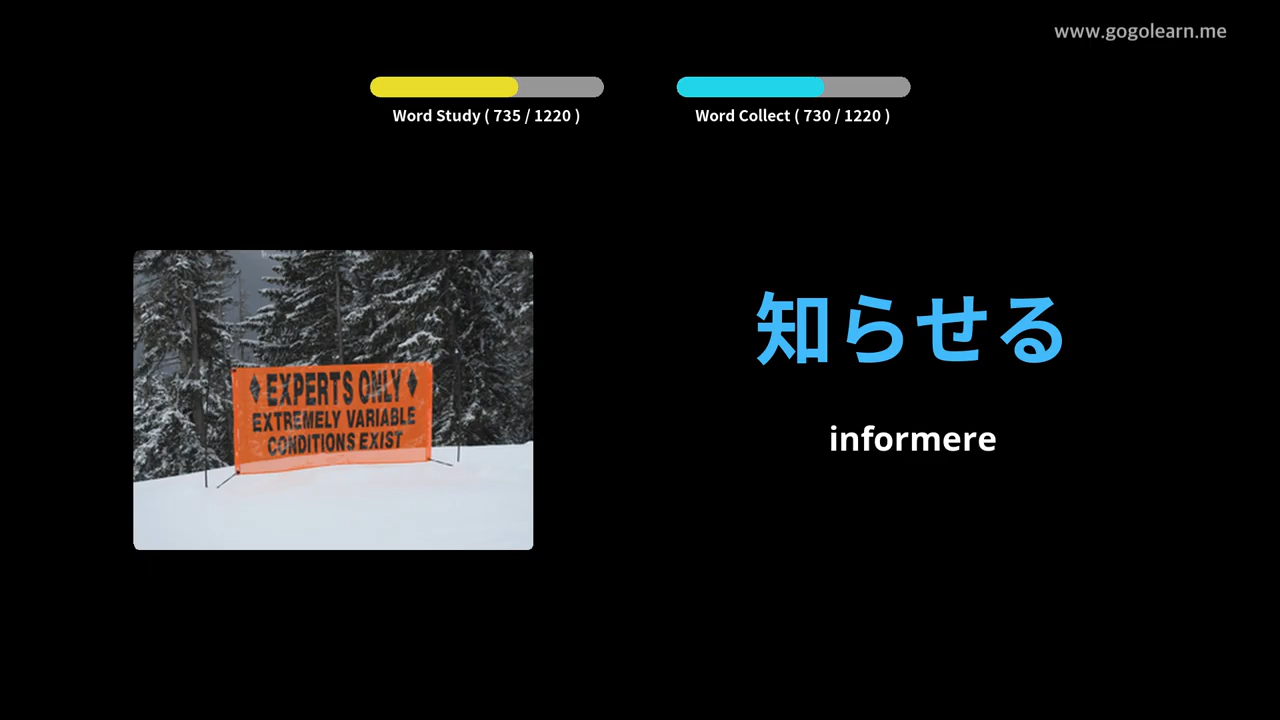 www.gogolearn.me
Word Study ( 735 / 1220 )
Word Collect ( 730 / 1220 )
EXPERTS ONLY
EXTREMELY VARIABLE
CONDITIONS EXIST
知らせる
informere